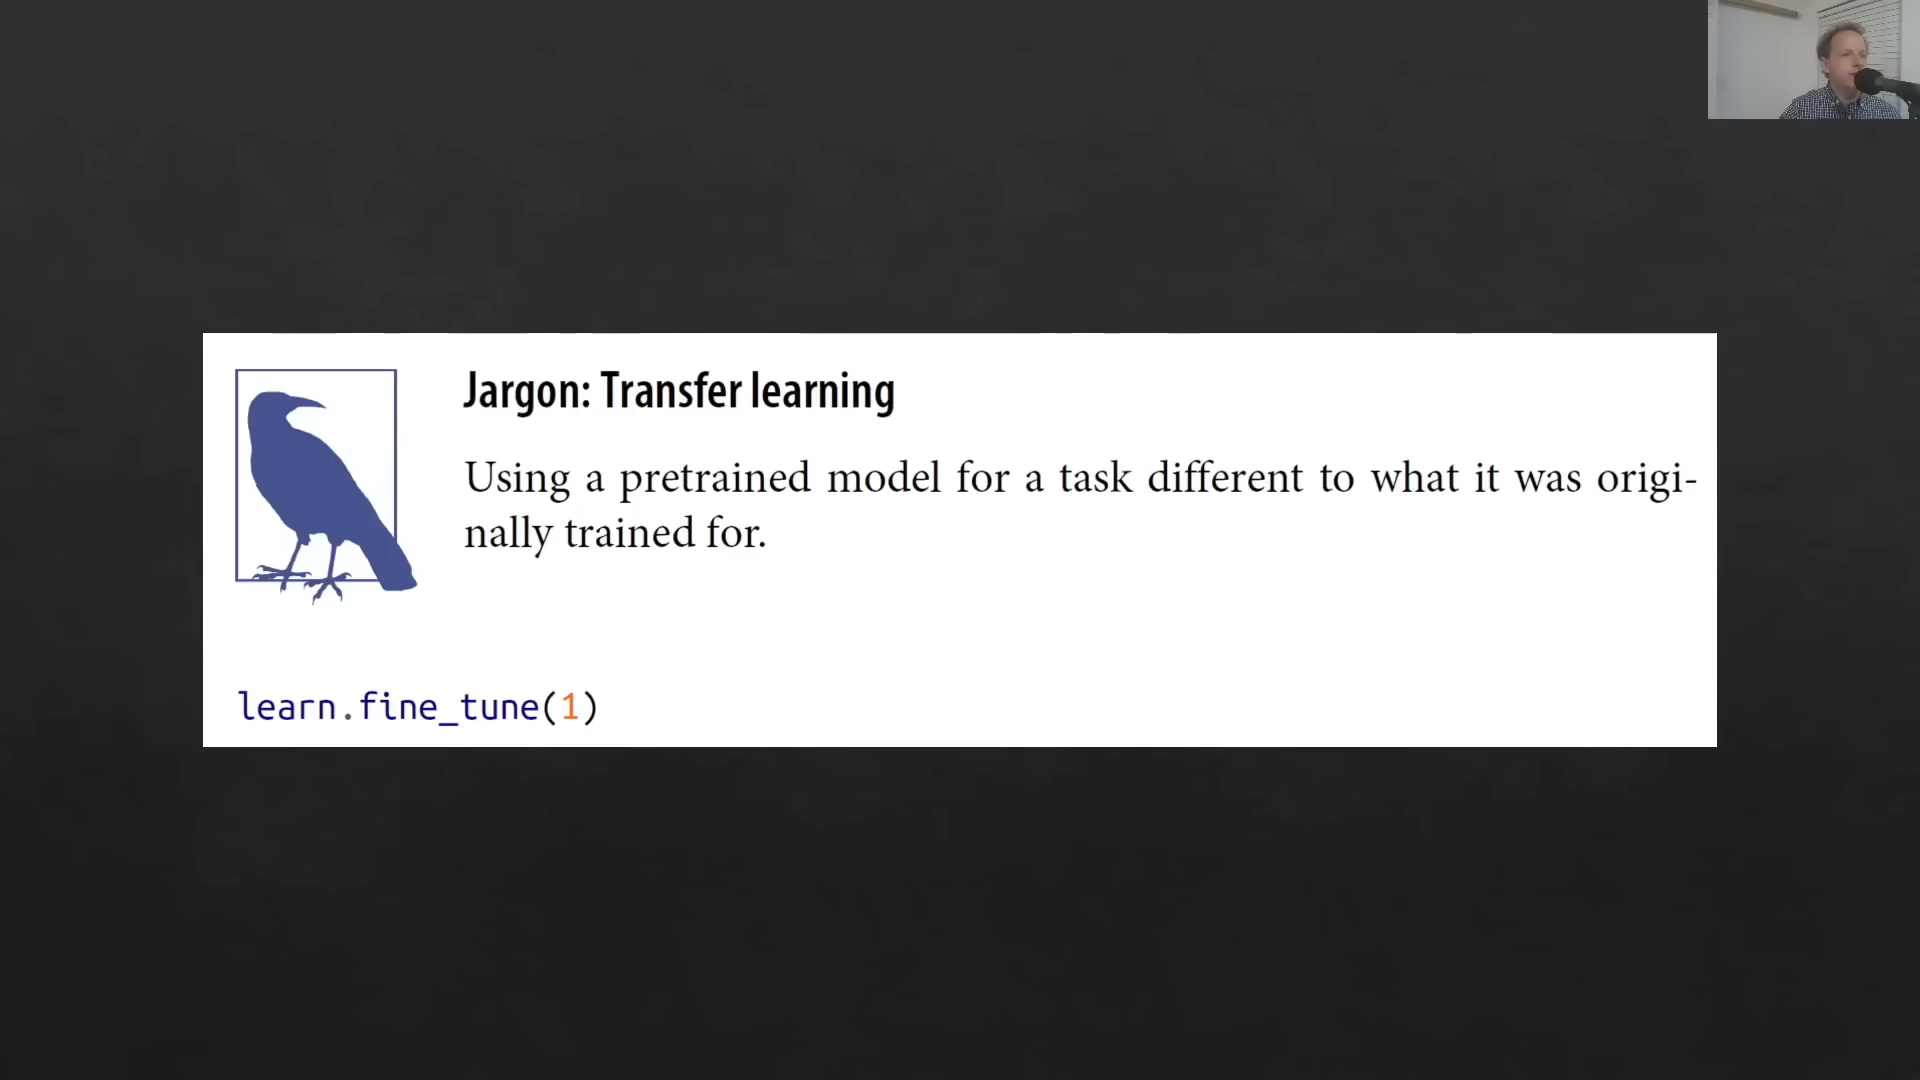 Jargon: Transfer learning
Using a pretrained model for a task different to what it was origi-
nally trained for.
learn.fine_tune(1)